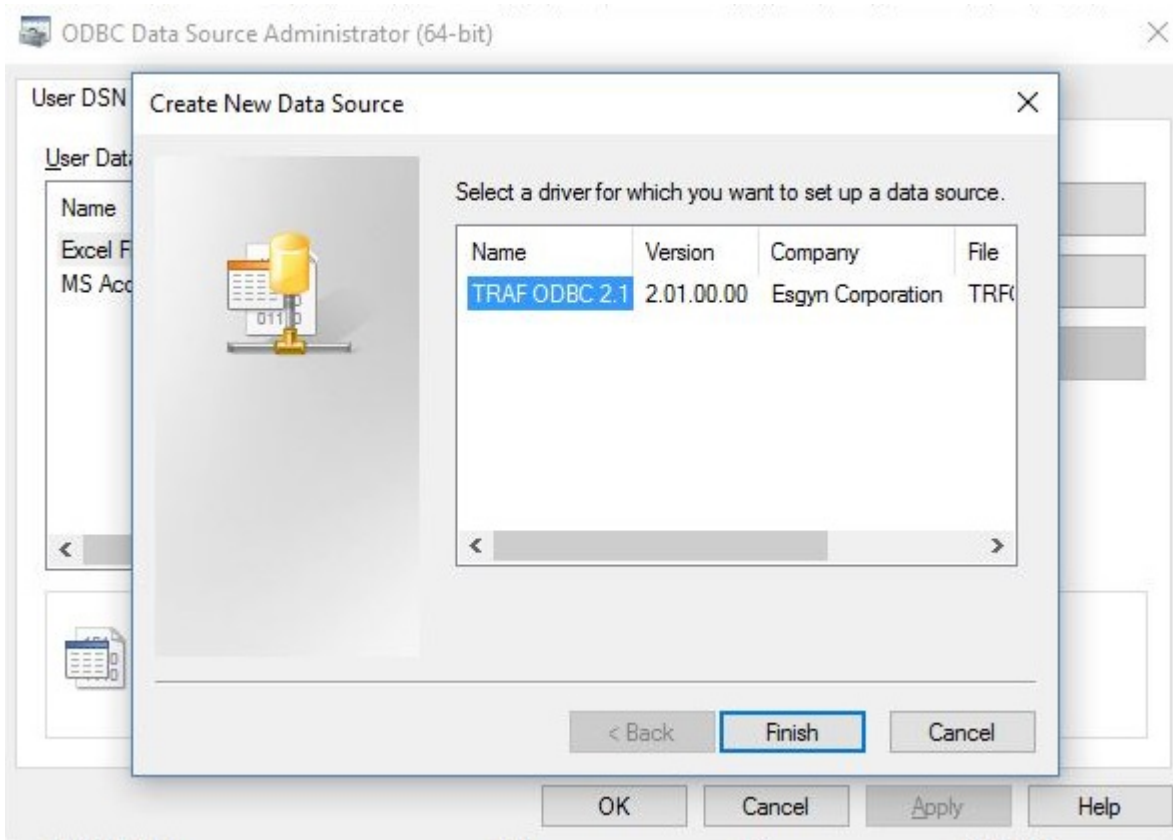 ODBC Data Source Administrator (64-bit)
User DSN
Create New Data Source
User Data
Select a driver for which you want to set up a data source.
Name
Excel F
MS Acc
Name Version Company File
TRAF ODBC 2.1 2.01.00.00 Esgyn Corporation TRFO
< Back Finish Cancel
OK Cancel Apply Help